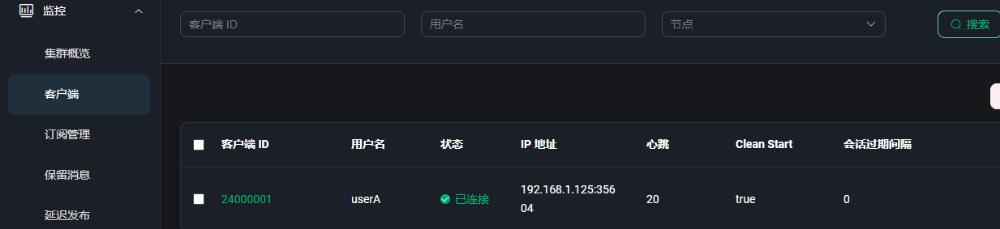 监控
集群概览
客户端
订阅管理
保留消息
延迟发布
客户端 ID 用户名 节点 搜索
客户端 ID 用户名 状态 IP 地址 心跳 Clean Start 会话过期间隔
24000001 userA 已连接 192.168.1.125:356 20 true 0
04